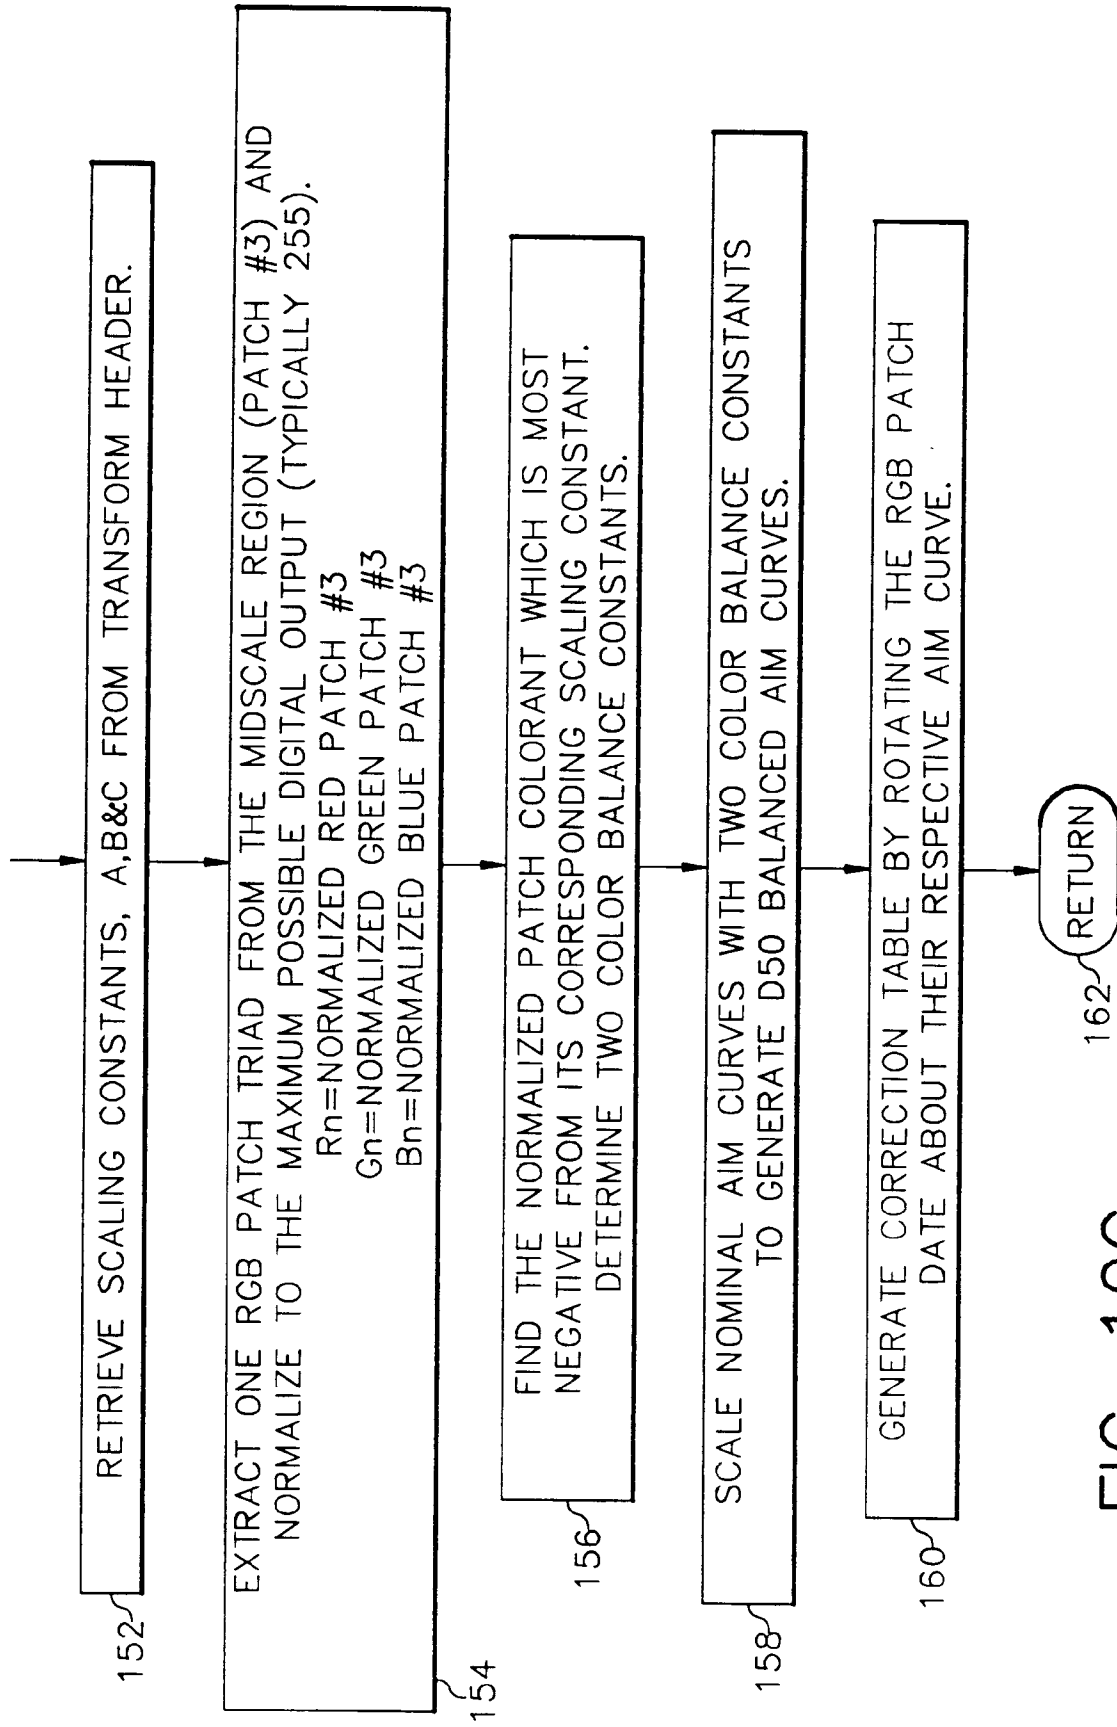 RETRIEVE SCALING CONSTANTS, A,B&C FROM TRANSFORM HEADER.
152
EXTRACT ONE RGB PATCH TRIAD FROM THE MIDSCALE REGION (PATCH #3) AND
NORMALIZE TO THE MAXIMUM POSSIBLE DIGITAL OUTPUT (TYPICALLY 255).
Rn=NORMALIZED RED PATCH #3
Gn=NORMALIZED GREEN PATCH #3
Bn=NORMALIZED BLUE PATCH #3
154
FIND THE NORMALIZED PATCH COLORANT WHICH IS MOST
NEGATIVE FROM ITS CORRESPONDING SCALING CONSTANT.
DETERMINE TWO COLOR BALANCE CONSTANTS.
156
SCALE NOMINAL AIM CURVES WITH TWO COLOR BALANCE CONSTANTS
TO GENERATE D50 BALANCED AIM CURVES.
158
GENERATE CORRECTION TABLE BY ROTATING THE RGB PATCH
DATE ABOUT THEIR RESPECTIVE AIM CURVE.
160
RETURN
162